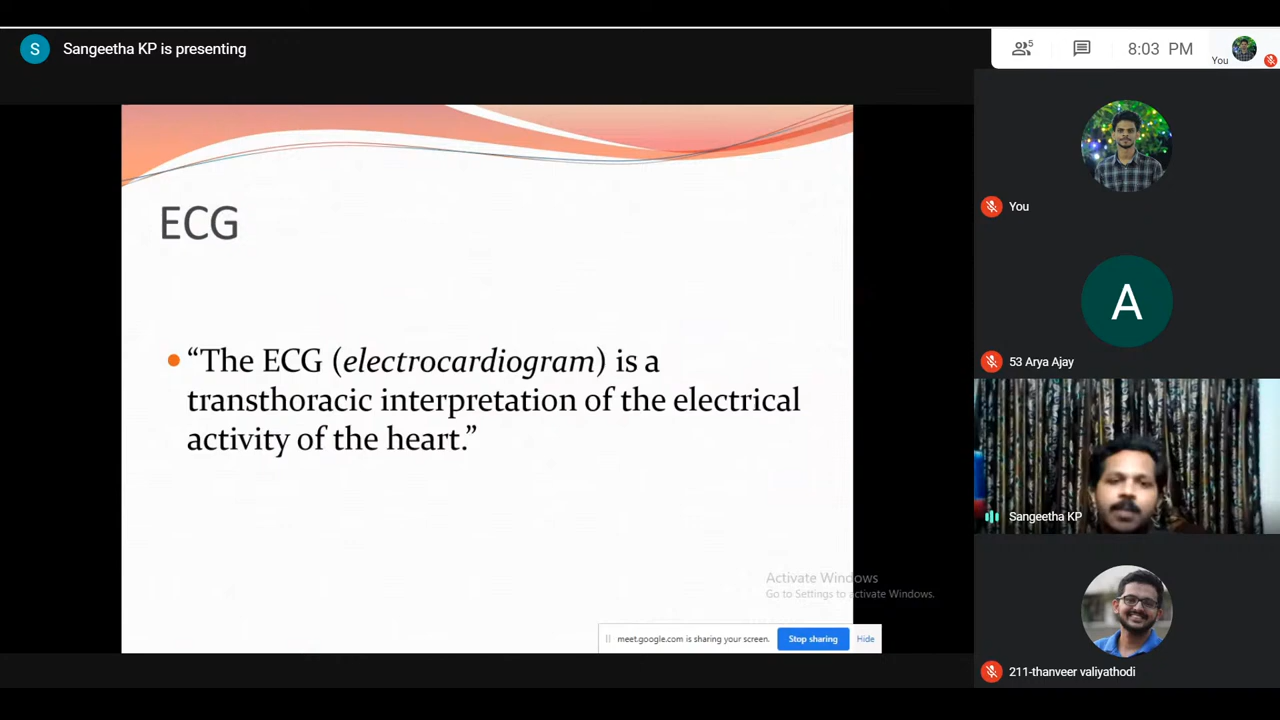 S
Sangeetha KP is presenting
5
8:03 PM
You
ECG
“The ECG (electrocardiogram) is a
transthoracic interpretation of the electrical
activity of the heart.”
Activate Windows
Go to Settings to activate Windows.
meet.google.com is sharing your screen.
Stop sharing
Hide
You
A
53 Arya Ajay
Sangeetha KP
211-thanveer valiyathodi